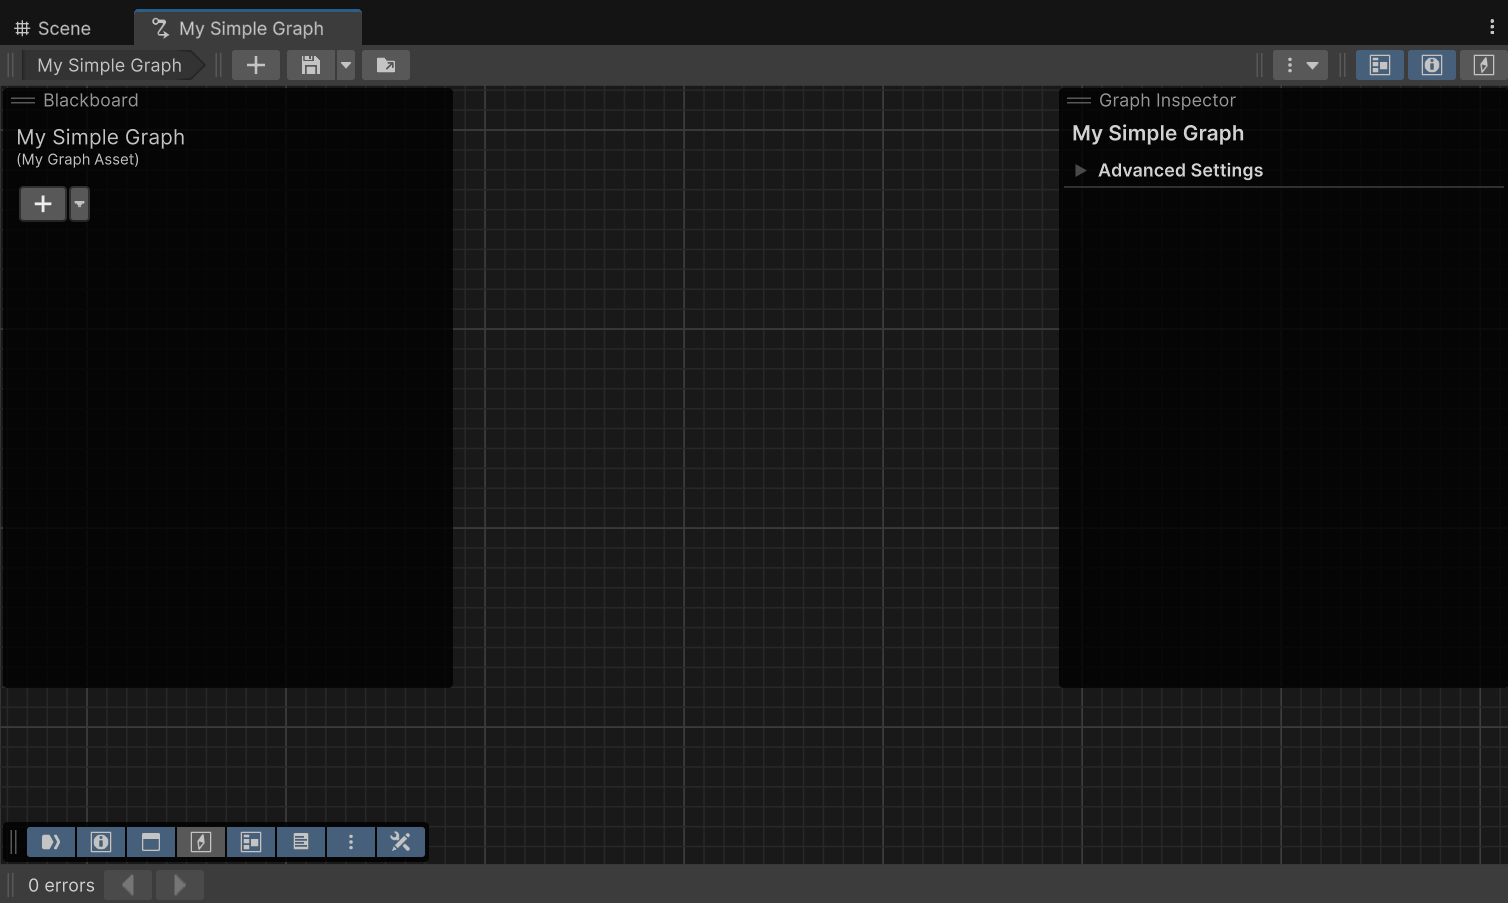 Scene
My Simple Graph
My Simple Graph
Blackboard
My Simple Graph
(My Graph Asset)
Graph Inspector
My Simple Graph
Advanced Settings
0 errors